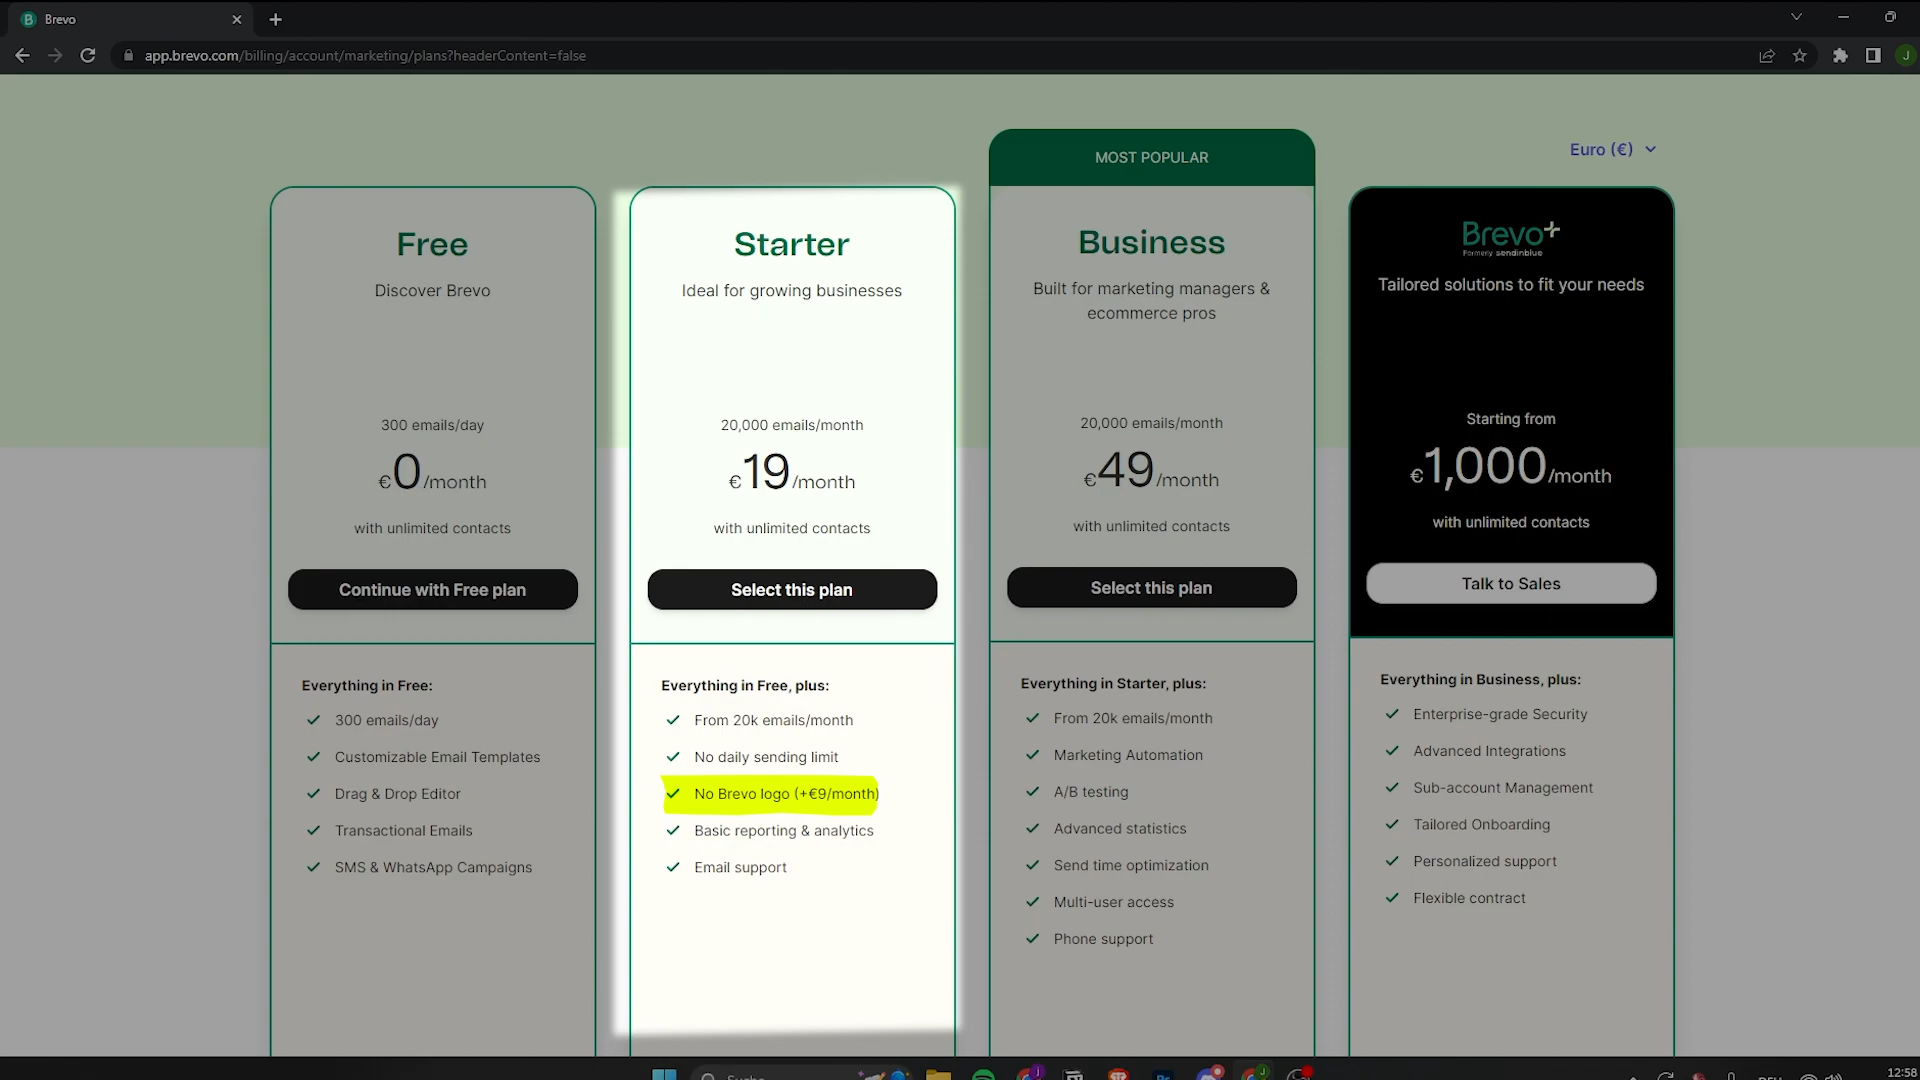 Brevo
app.brevo.com/billing/account/marketing/plans?headerContent=false
J
Euro (€)
Free
Discover Brevo
300 emails/day
€0/month
with unlimited contacts
Continue with Free plan
Everything in Free:
300 emails/day
Customizable Email Templates
Drag & Drop Editor
Transactional Emails
SMS & WhatsApp Campaigns
Starter
Ideal for growing businesses
20,000 emails/month
€19/month
with unlimited contacts
Select this plan
Everything in Free, plus:
From 20k emails/month
No daily sending limit
No Brevo logo (+€9/month)
Basic reporting & analytics
Email support
MOST POPULAR
Business
Built for marketing managers &
ecommerce pros
20,000 emails/month
€49/month
with unlimited contacts
Select this plan
Everything in Starter, plus:
From 20k emails/month
Marketing Automation
A/B testing
Advanced statistics
Send time optimization
Multi-user access
Phone support
Brevo+
Formerly sendinblue
Tailored solutions to fit your needs
Starting from
€1,000/month
with unlimited contacts
Talk to Sales
Everything in Business, plus:
Enterprise-grade Security
Advanced Integrations
Sub-account Management
Tailored Onboarding
Personalized support
Flexible contract
12:58